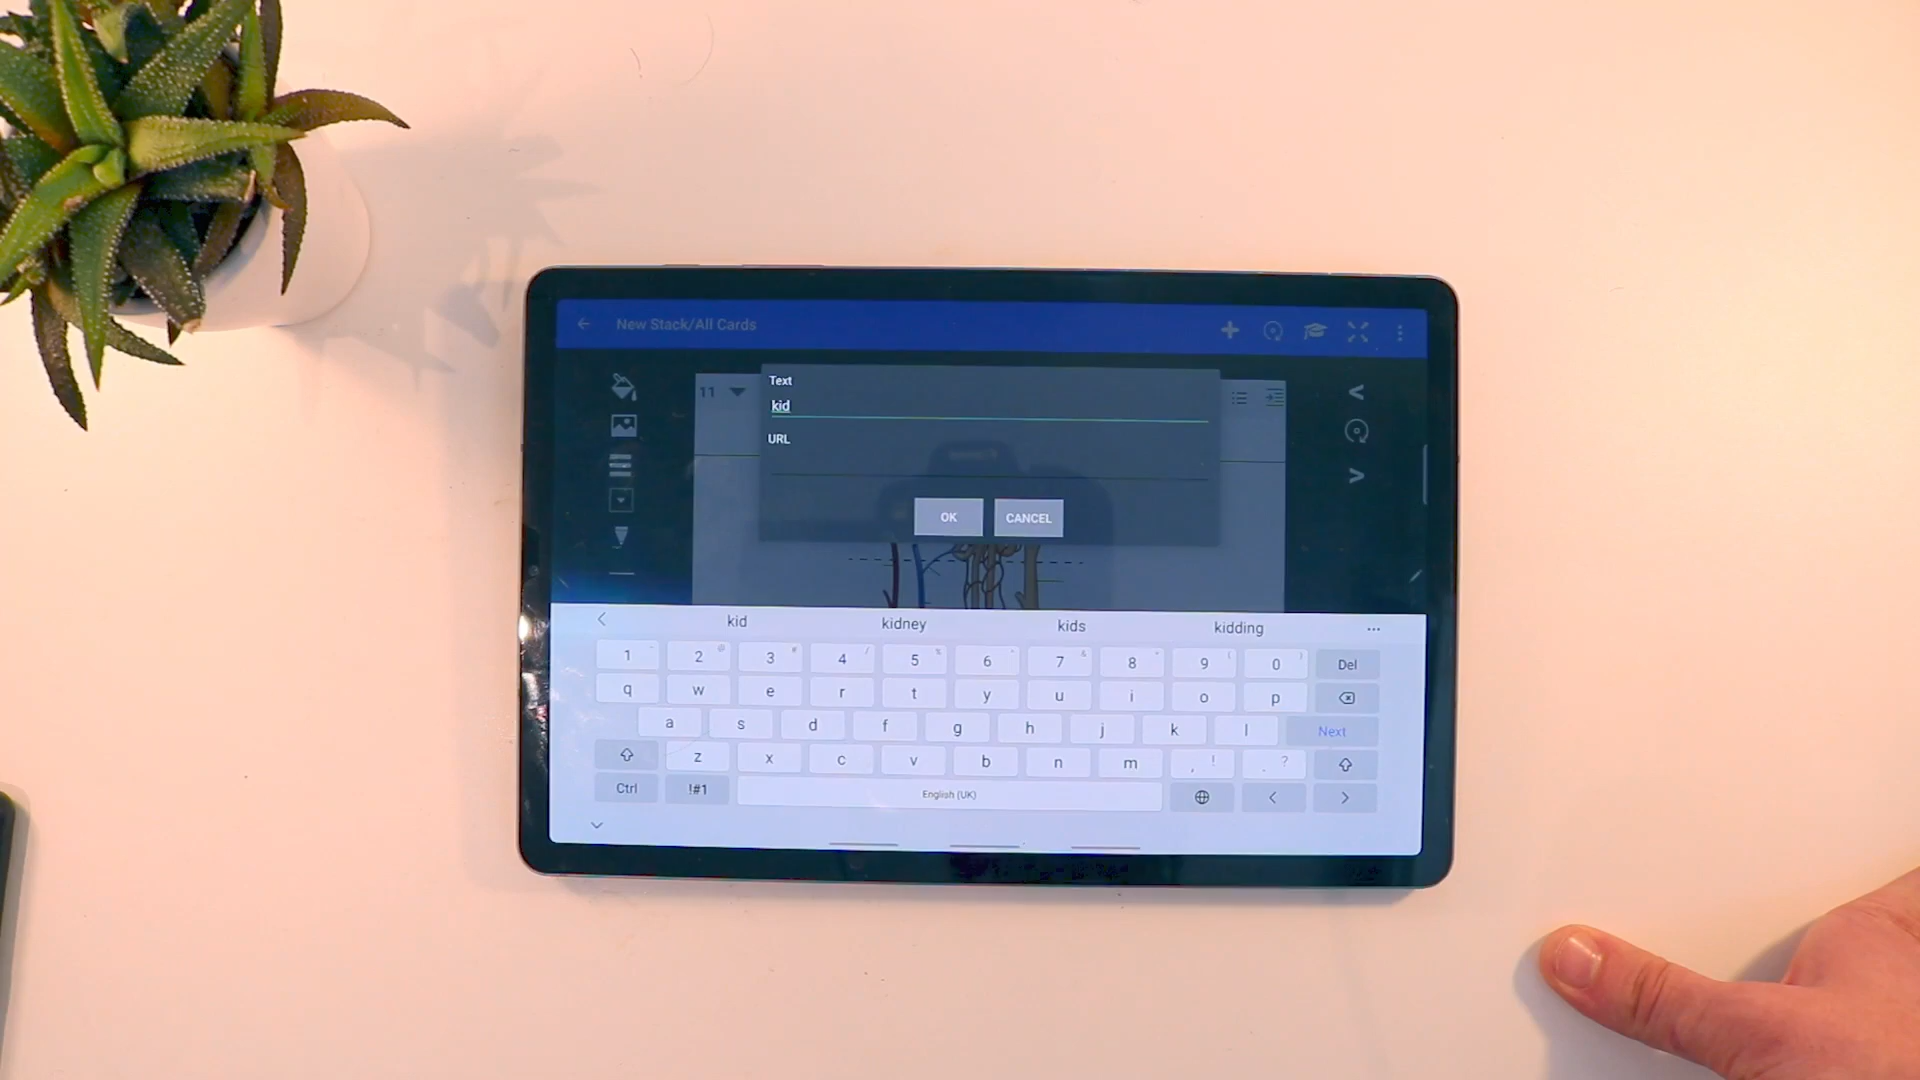 New Stack/All Cards
11
Text
kid
URL
OK CANCEL
kid kidney kids kidding ...
1 2 3 4 5 6 7 8 9 0 Del
q w e r t y u i o p
a s d f g h j k l Next
z x c v b n m , ! . ?
Ctrl !#1 English (UK) < >